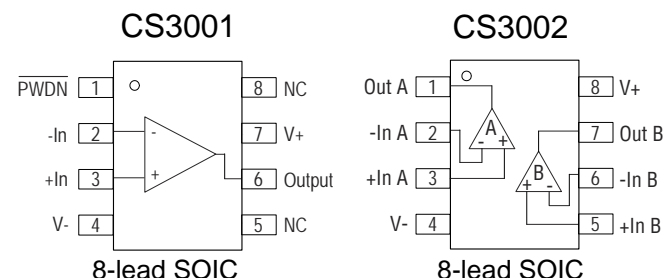 CS3001
PWDN 1 8 NC
-In 2 - 7 V+
+In 3 + 6 Output
V- 4 5 NC
8-lead SOIC
CS3002
Out A 1 8 V+
-In A 2 A - + 7 Out B
+In A 3 B + - 6 -In B
V- 4 5 +In B
8-lead SOIC